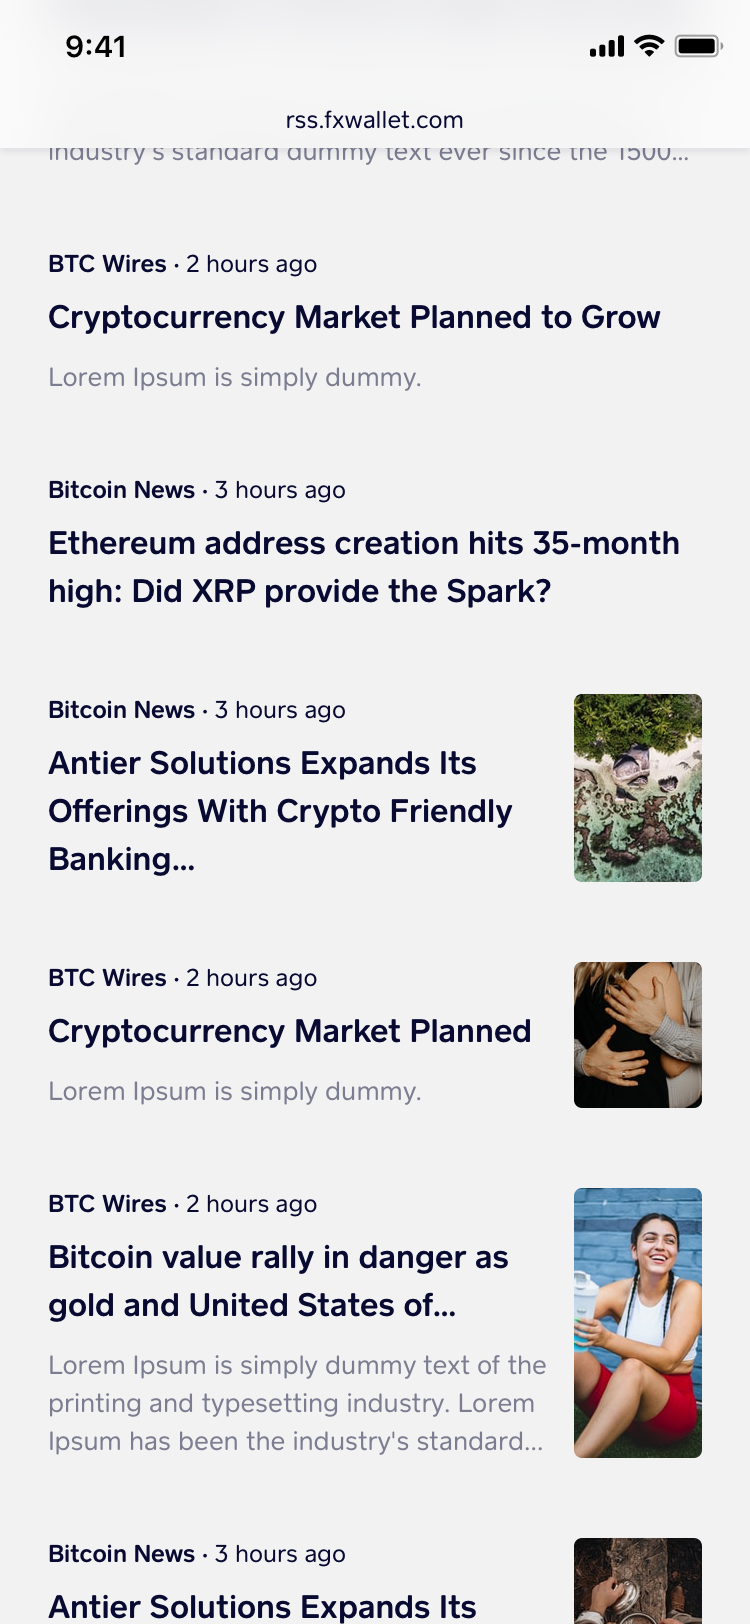 9:41
rss.fxwallet.com
industry's standard dummy text ever since the 1500...
BTC Wires · 2 hours ago
Cryptocurrency Market Planned to Grow
Lorem Ipsum is simply dummy.
Bitcoin News · 3 hours ago
Ethereum address creation hits 35-month
high: Did XRP provide the Spark?
Bitcoin News · 3 hours ago
Antier Solutions Expands Its
Offerings With Crypto Friendly
Banking...
BTC Wires · 2 hours ago
Cryptocurrency Market Planned
Lorem Ipsum is simply dummy.
BTC Wires · 2 hours ago
Bitcoin value rally in danger as
gold and United States of...
Lorem Ipsum is simply dummy text of the
printing and typesetting industry. Lorem
Ipsum has been the industry's standard...
Bitcoin News · 3 hours ago
Antier Solutions Expands Its